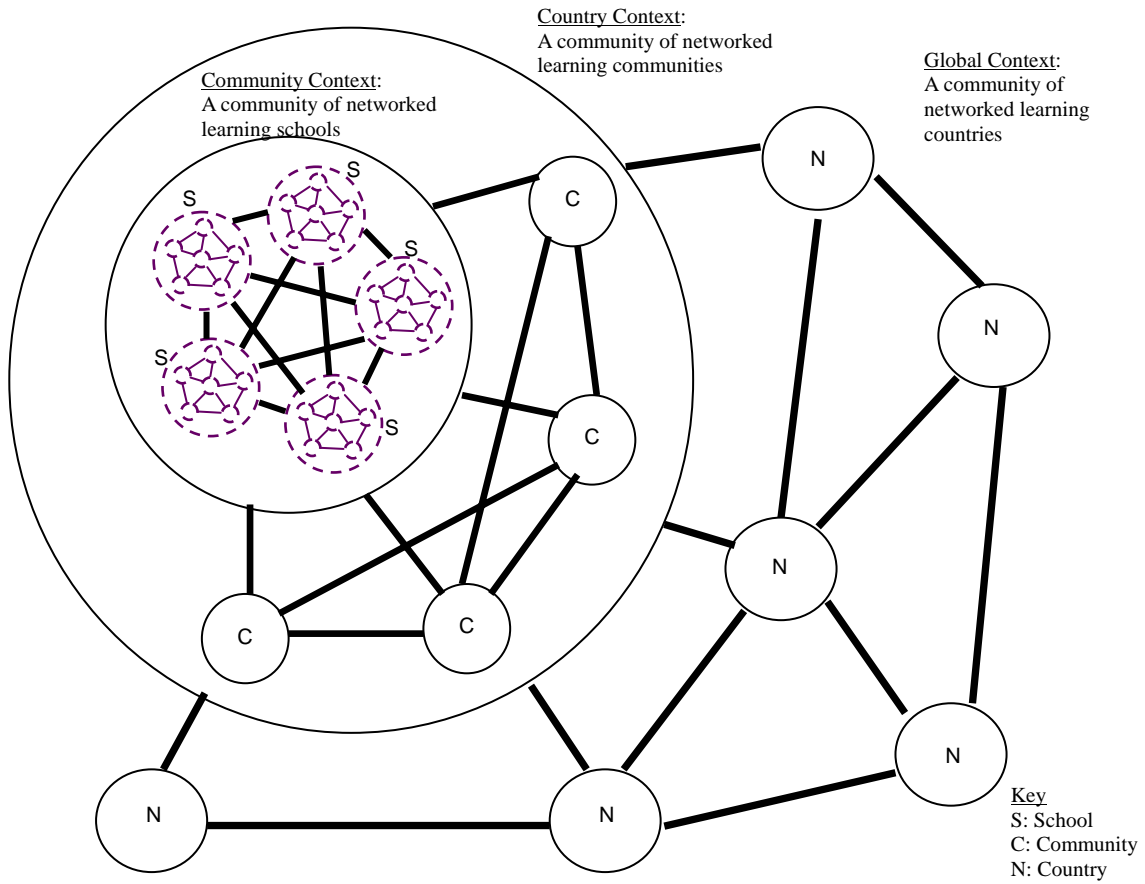 Country Context:
A community of networked
learning communities
Community Context:
A community of networked
learning schools
Global Context:
A community of
networked learning
countries
S
S
S
S
S
C
C
C
C
N
N
N
N
N
N
Key
S: School
C: Community
N: Country